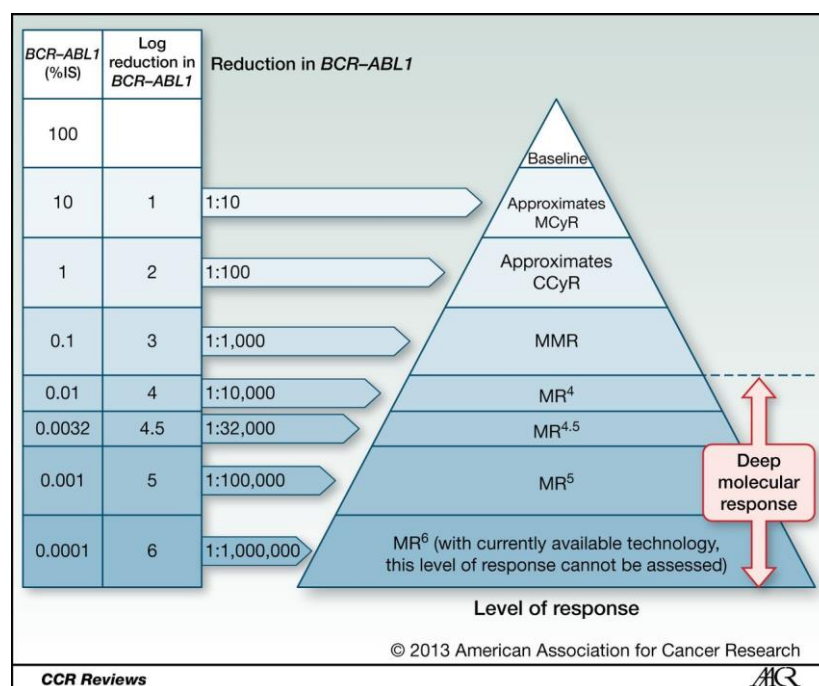 BCR–ABL1
(%IS)
Log
reduction in
BCR–ABL1
Reduction in BCR–ABL1
100
Baseline
10 1 1:10
Approximates
MCyR
1 2 1:100
Approximates
CCyR
0.1 3 1:1,000 MMR
0.01 4 1:10,000 MR⁴
0.0032 4.5 1:32,000 MR⁴·⁵
0.001 5 1:100,000 MR⁵
Deep
molecular
response
0.0001 6 1:1,000,000
MR⁶ (with currently available technology,
this level of response cannot be assessed)
Level of response
© 2013 American Association for Cancer Research
CCR Reviews
AACR